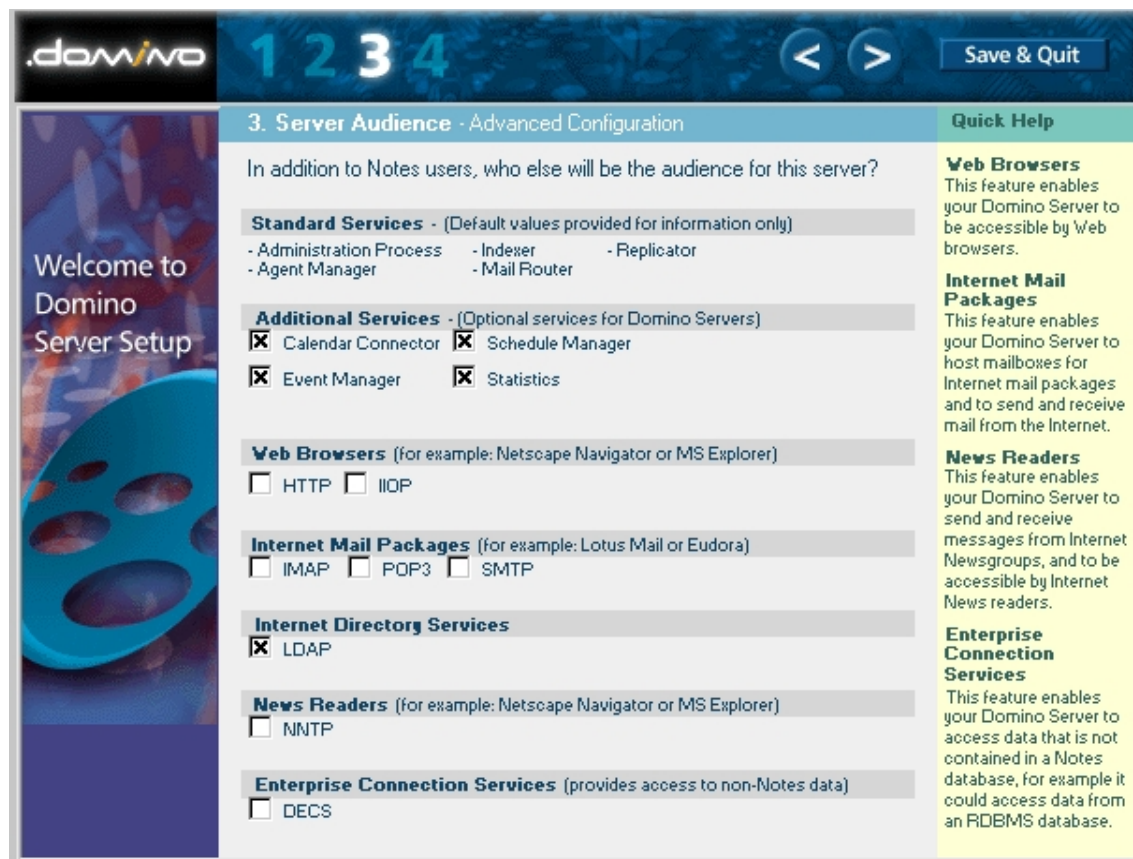 .domino
1 2 3 4
< >
Save & Quit
Welcome to
Domino
Server Setup
3. Server Audience - Advanced Configuration
In addition to Notes users, who else will be the audience for this server?
Standard Services - (Default values provided for information only)
- Administration Process - Indexer - Replicator
- Agent Manager - Mail Router
Additional Services - (Optional services for Domino Servers)
Calendar Connector Schedule Manager
Event Manager Statistics
Web Browsers (for example: Netscape Navigator or MS Explorer)
HTTP IIOP
Internet Mail Packages (for example: Lotus Mail or Eudora)
IMAP POP3 SMTP
Internet Directory Services
LDAP
News Readers (for example: Netscape Navigator or MS Explorer)
NNTP
Enterprise Connection Services (provides access to non-Notes data)
DECS
Quick Help
Web Browsers
This feature enables
your Domino Server to
be accessible by Web
browsers.
Internet Mail
Packages
This feature enables
your Domino Server to
host mailboxes for
Internet mail packages
and to send and receive
mail from the Internet.
News Readers
This feature enables
your Domino Server to
send and receive
messages from Internet
Newsgroups, and to be
accessible by Internet
News readers.
Enterprise
Connection
Services
This feature enables
your Domino Server to
access data that is not
contained in a Notes
database, for example it
could access data from
an RDBMS database.